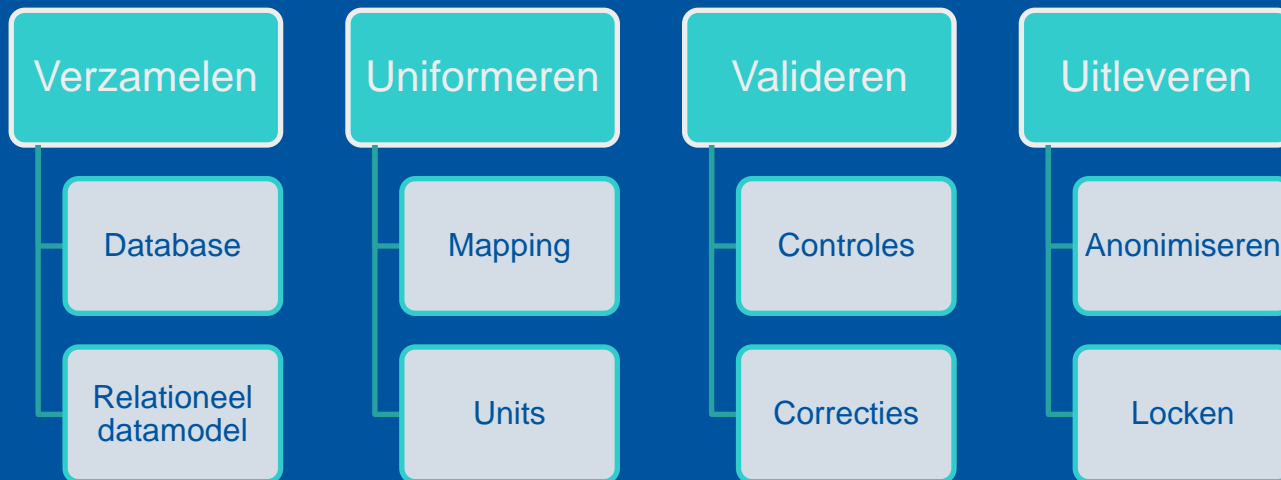 Verzamelen
Database
Relationeel
datamodel
Uniformeren
Mapping
Units
Valideren
Controles
Correcties
Uitleveren
Anonimiseren
Locken